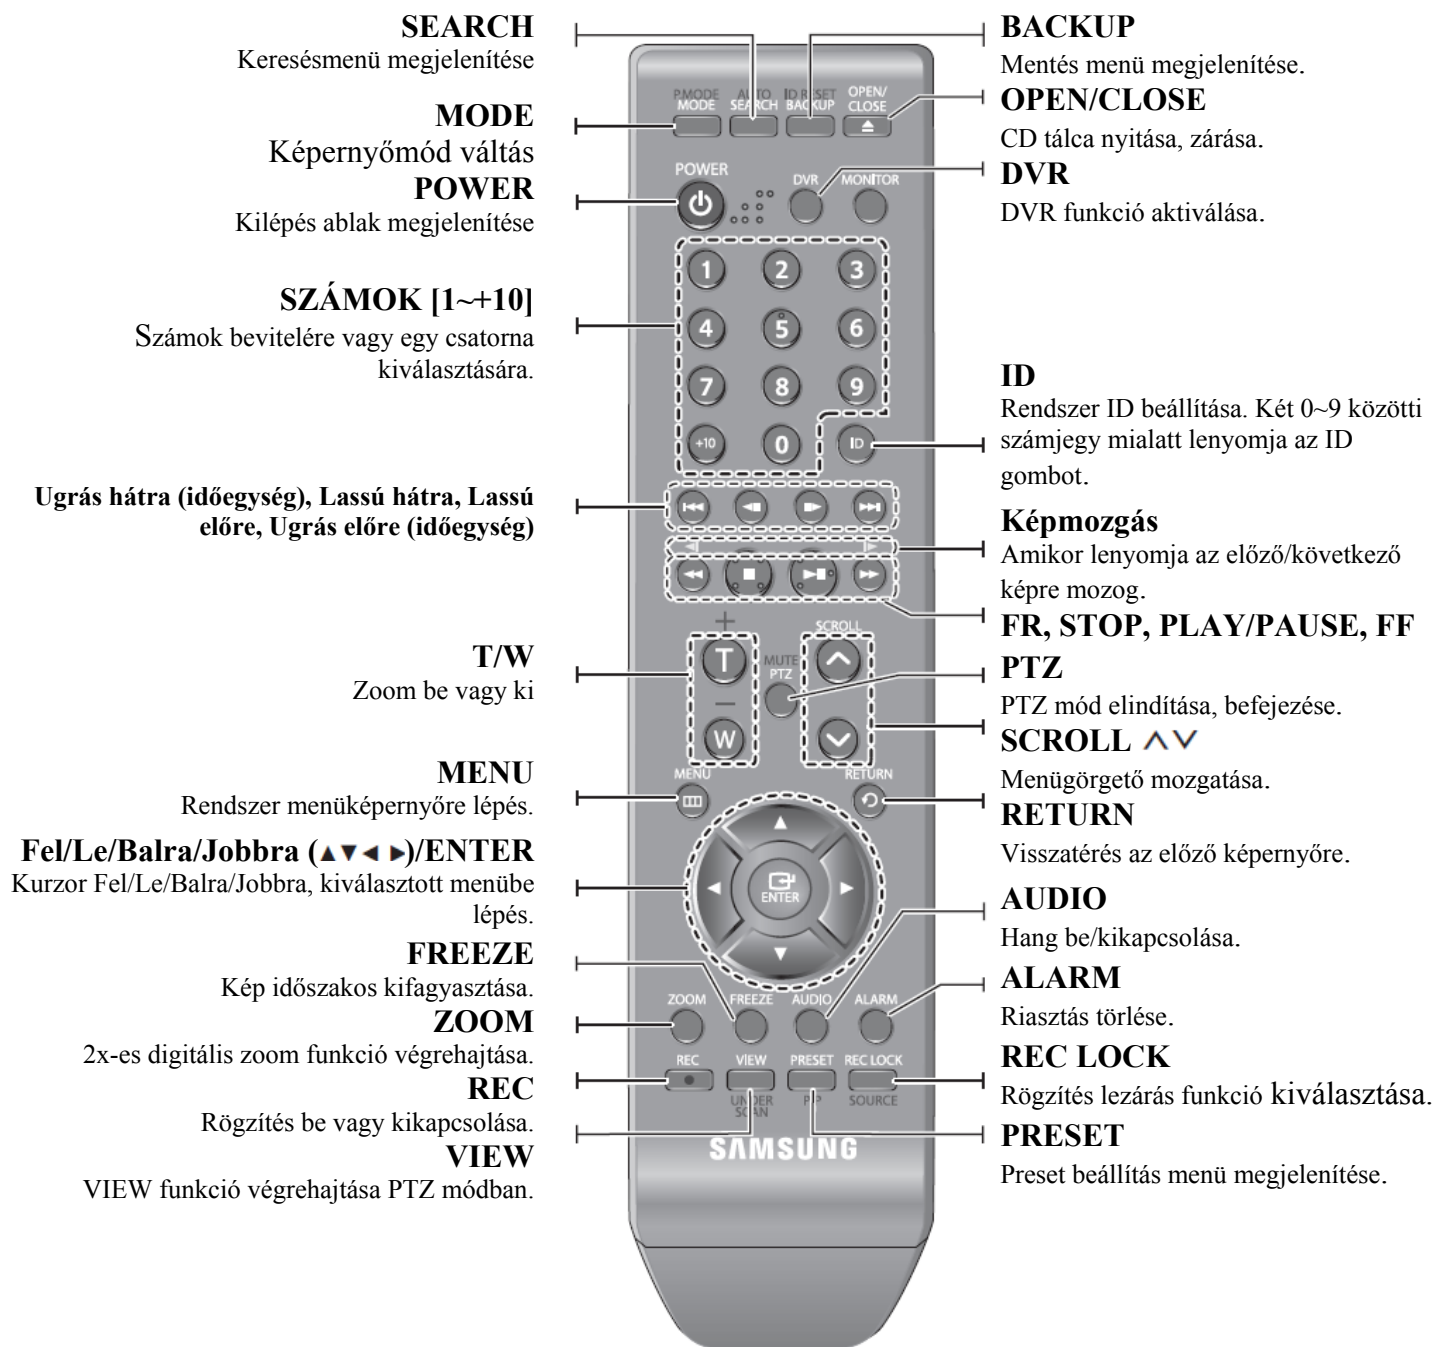 SEARCH
Keresésmenü megjelenítése
MODE
Képernyőmód váltás
POWER
Kilépés ablak megjelenítése
SZÁMOK [1~+10]
Számok bevitelére vagy egy csatorna
kiválasztására.
Ugrás hátra (időegység), Lassú hátra, Lassú
előre, Ugrás előre (időegység)
T/W
Zoom be vagy ki
MENU
Rendszer menüképernyőre lépés.
Fel/Le/Balra/Jobbra (▲▼◄ ►)/ENTER
Kurzor Fel/Le/Balra/Jobbra, kiválasztott menübe
lépés.
FREEZE
Kép időszakos kifagyasztása.
ZOOM
2x-es digitális zoom funkció végrehajtása.
REC
Rögzítés be vagy kikapcsolása.
VIEW
VIEW funkció végrehajtása PTZ módban.
P.MODE AUTO ID RESET OPEN/
MODE SEARCH BACKUP CLOSE
POWER
DVR MONITOR
1 2 3
4 5 6
7 8 9
+10 0 ID
+ SCROLL
T MUTE
PTZ
–
W
MENU RETURN
ENTER
ZOOM FREEZE AUDIO ALARM
REC VIEW PRESET REC LOCK
UNDER PIP SOURCE
SCAN
SAMSUNG
BACKUP
Mentés menü megjelenítése.
OPEN/CLOSE
CD tálca nyitása, zárása.
DVR
DVR funkció aktiválása.
ID
Rendszer ID beállítása. Két 0~9 közötti
számjegy mialatt lenyomja az ID
gombot.
Képmozgás
Amikor lenyomja az előző/következő
képre mozog.
FR, STOP, PLAY/PAUSE, FF
PTZ
PTZ mód elindítása, befejezése.
SCROLL ∧∨
Menügörgető mozgatása.
RETURN
Visszatérés az előző képernyőre.
AUDIO
Hang be/kikapcsolása.
ALARM
Riasztás törlése.
REC LOCK
Rögzítés lezárás funkció kiválasztása.
PRESET
Preset beállítás menü megjelenítése.